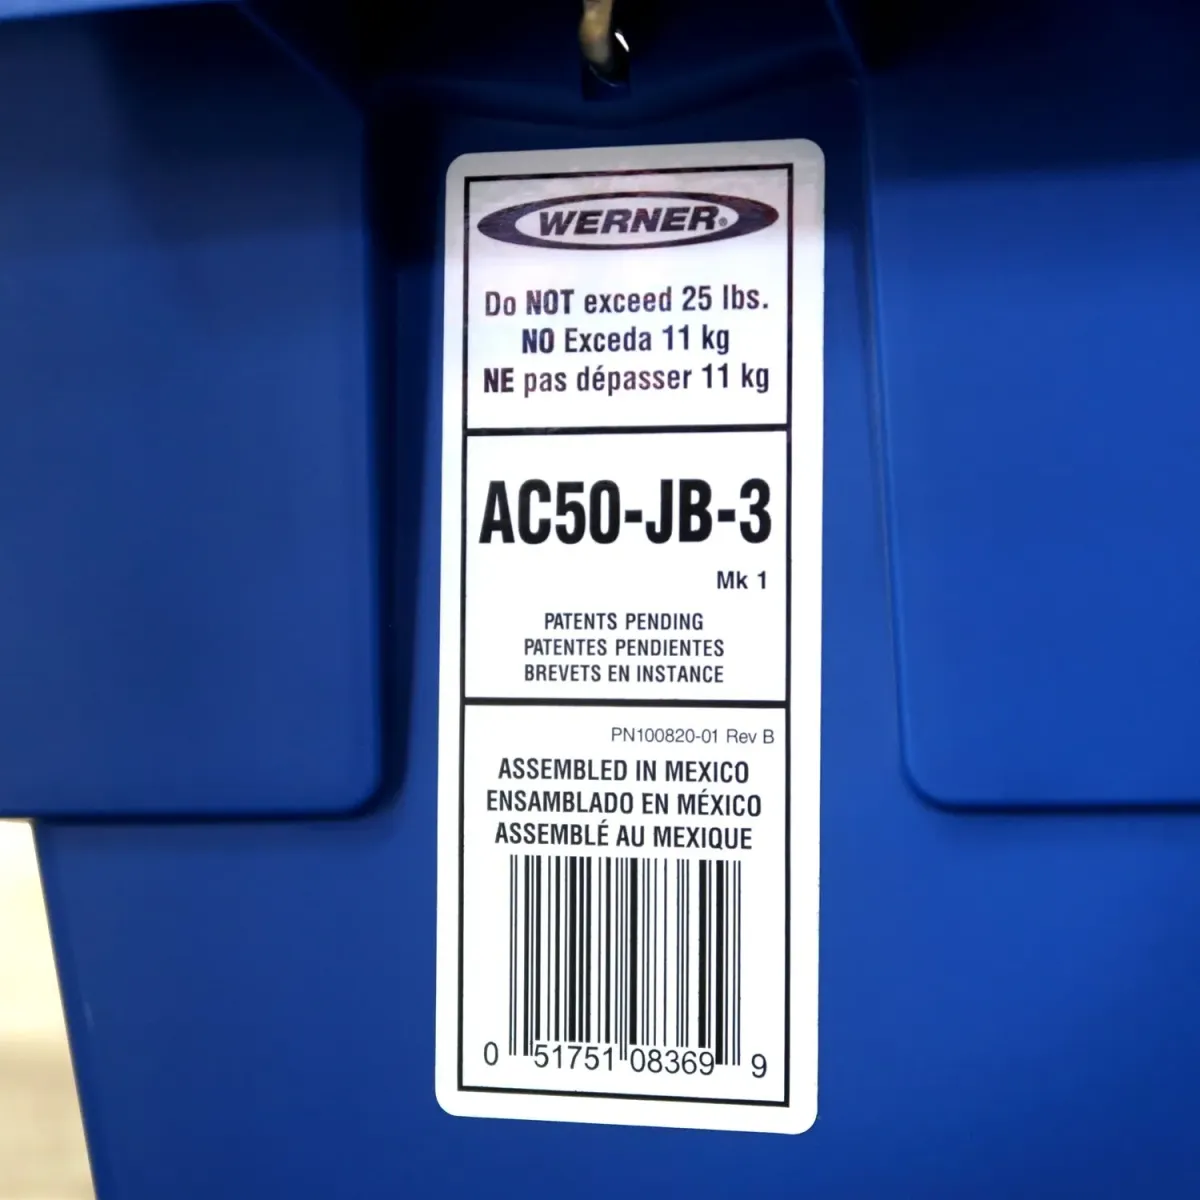 WERNER®
Do NOT exceed 25 lbs.
NO Exceda 11 kg
NE pas dépasser 11 kg
AC50-JB-3
Mk 1
PATENTS PENDING
PATENTES PENDIENTES
BREVETS EN INSTANCE
PN100820-01 Rev B
ASSEMBLED IN MEXICO
ENSAMBLADO EN MÉXICO
ASSEMBLÉ AU MEXIQUE
0 51751 08369 9